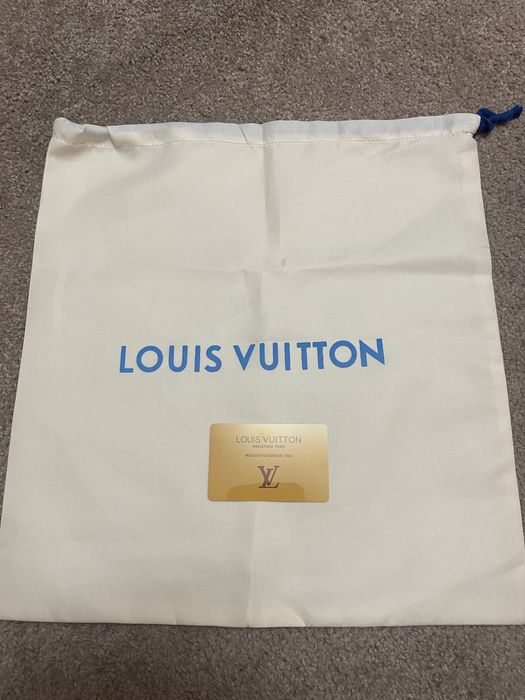 LOUIS VUITTON
LOUIS VUITTON
MALLETIER À PARIS
MAISON FONDÉE EN 1854
LV